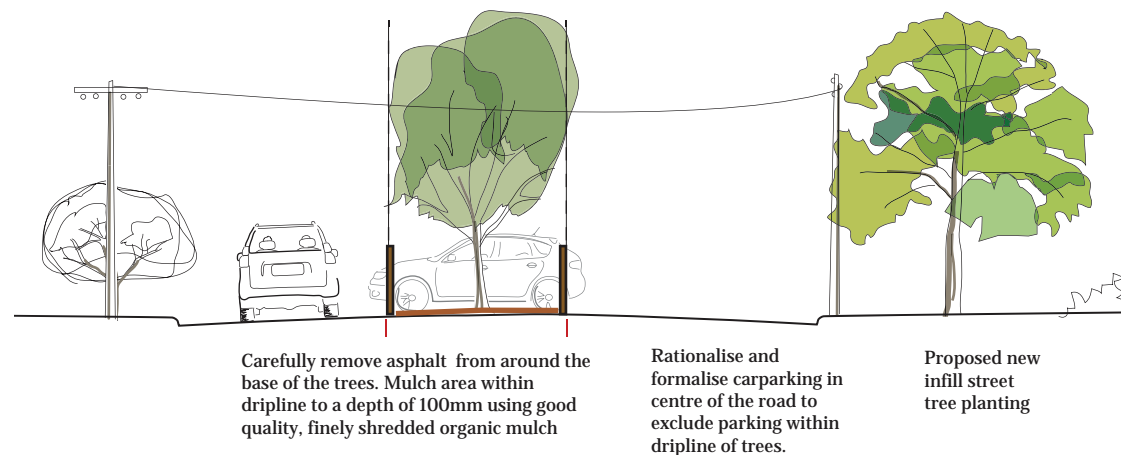 Carefully remove asphalt from around the
base of the trees. Mulch area within
dripline to a depth of 100mm using good
quality, finely shredded organic mulch
Rationalise and
formalise carparking in
centre of the road to
exclude parking within
dripline of trees.
Proposed new
infill street
tree planting